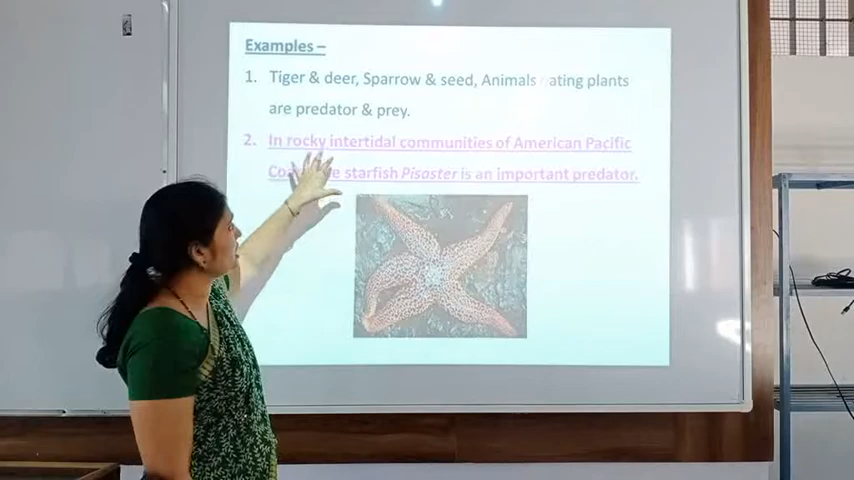 Examples –
1. Tiger & deer, Sparrow & seed, Animals eating plants
are predator & prey.
2. In rocky intertidal communities of American Pacific
starfish Pisaster is an important predator.